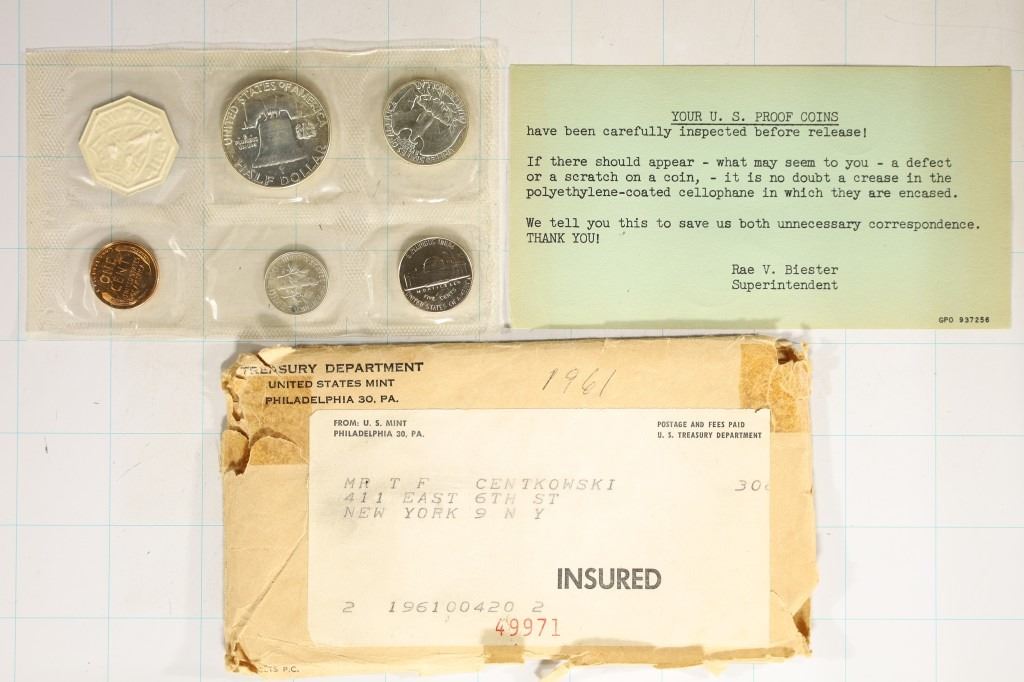 UNITED STATES OF AMERICA
HALF DOLLAR
ONE
CENT
MONTICELLO
FIVE CENTS
UNITED STATES OF A
YOUR U. S. PROOF COINS
have been carefully inspected before release!
If there should appear - what may seem to you - a defect
or a scratch on a coin, - it is no doubt a crease in the
polyethylene-coated cellophane in which they are encased.
We tell you this to save us both unnecessary correspondence.
THANK YOU!
Rae V. Biester
Superintendent
GPO 937256
TREASURY DEPARTMENT
UNITED STATES MINT
PHILADELPHIA 30, PA.
1961
FROM: U. S. MINT
PHILADELPHIA 30, PA.
POSTAGE AND FEES PAID
U. S. TREASURY DEPARTMENT
MR T F CENTKOWSKI 30
411 EAST 6TH ST
NEW YORK 9 N Y
INSURED
2 196100420 2
49971
P.C.